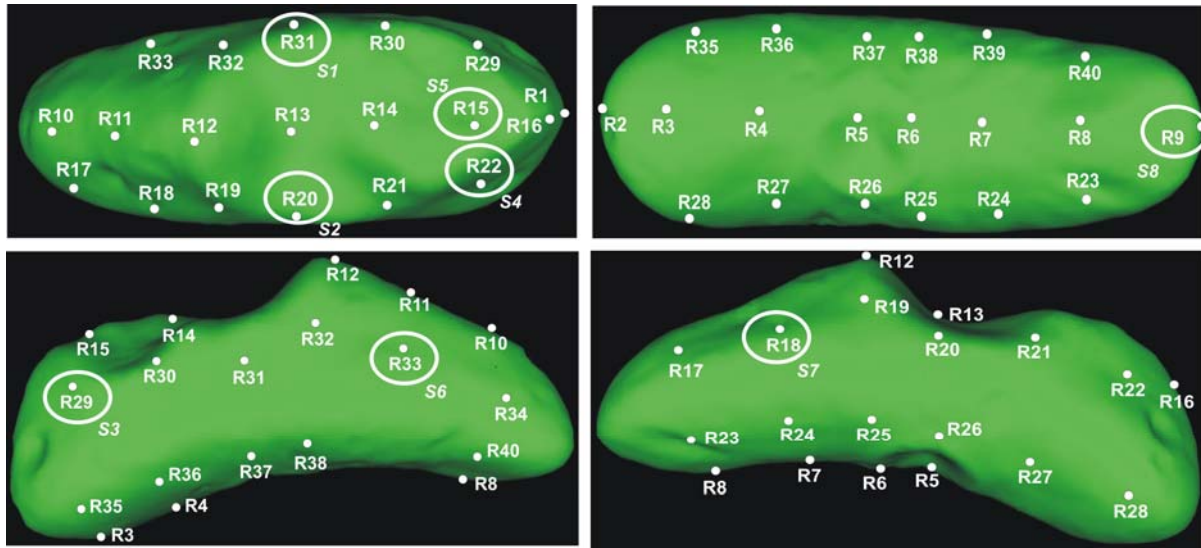 R31 R30
R33 R32 S1 R29
S5
R10 R11 R12 R13 R14 R15 R16 R1
R17 R22
R18 R19 R20 R21 S4
S2
R35 R36 R37 R38 R39 R40
R2 R3 R4 R5 R6 R7 R8 R9
S8
R28 R27 R26 R25 R24 R23
R12
R11
R15 R14 R32 R10
R30 R31 R33
R29 S6
S3 R34
R36 R37 R38 R40
R35 R4 R8
R3
R12
R19 R13
R18 R20 R21
R17 S7 R22 R16
R23 R24 R25 R26
R8 R7 R6 R5 R27
R28